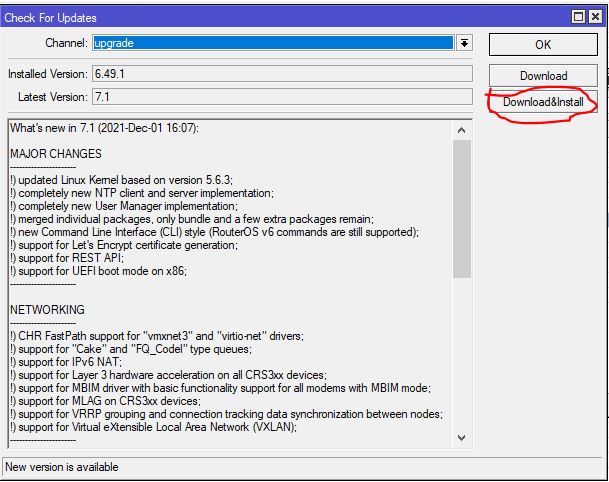 Check For Updates
Channel: upgrade
OK
Installed Version: 6.49.1
Download
Latest Version: 7.1
Download&Install
What's new in 7.1 (2021-Dec-01 16:07):
MAJOR CHANGES
----------------------
!) updated Linux Kernel based on version 5.6.3;
!) completely new NTP client and server implementation;
!) completely new User Manager implementation;
!) merged individual packages, only bundle and a few extra packages remain;
!) new Command Line Interface (CLI) style (RouterOS v6 commands are still supported);
!) support for Let's Encrypt certificate generation;
!) support for REST API;
!) support for UEFI boot mode on x86;
----------------------
NETWORKING
----------------------
!) CHR FastPath support for "vmxnet3" and "virtio-net" drivers;
!) support for "Cake" and "FQ_Codel" type queues;
!) support for IPv6 NAT;
!) support for Layer 3 hardware acceleration on all CRS3xx devices;
!) MBIM driver with basic functionality support for all modems with MBIM mode;
!) support for MLAG on CRS3xx devices;
!) support for VRRP grouping and connection tracking data synchronization between nodes;
!) support for Virtual eXtensible Local Area Network (VXLAN);
----------------------
New version is available